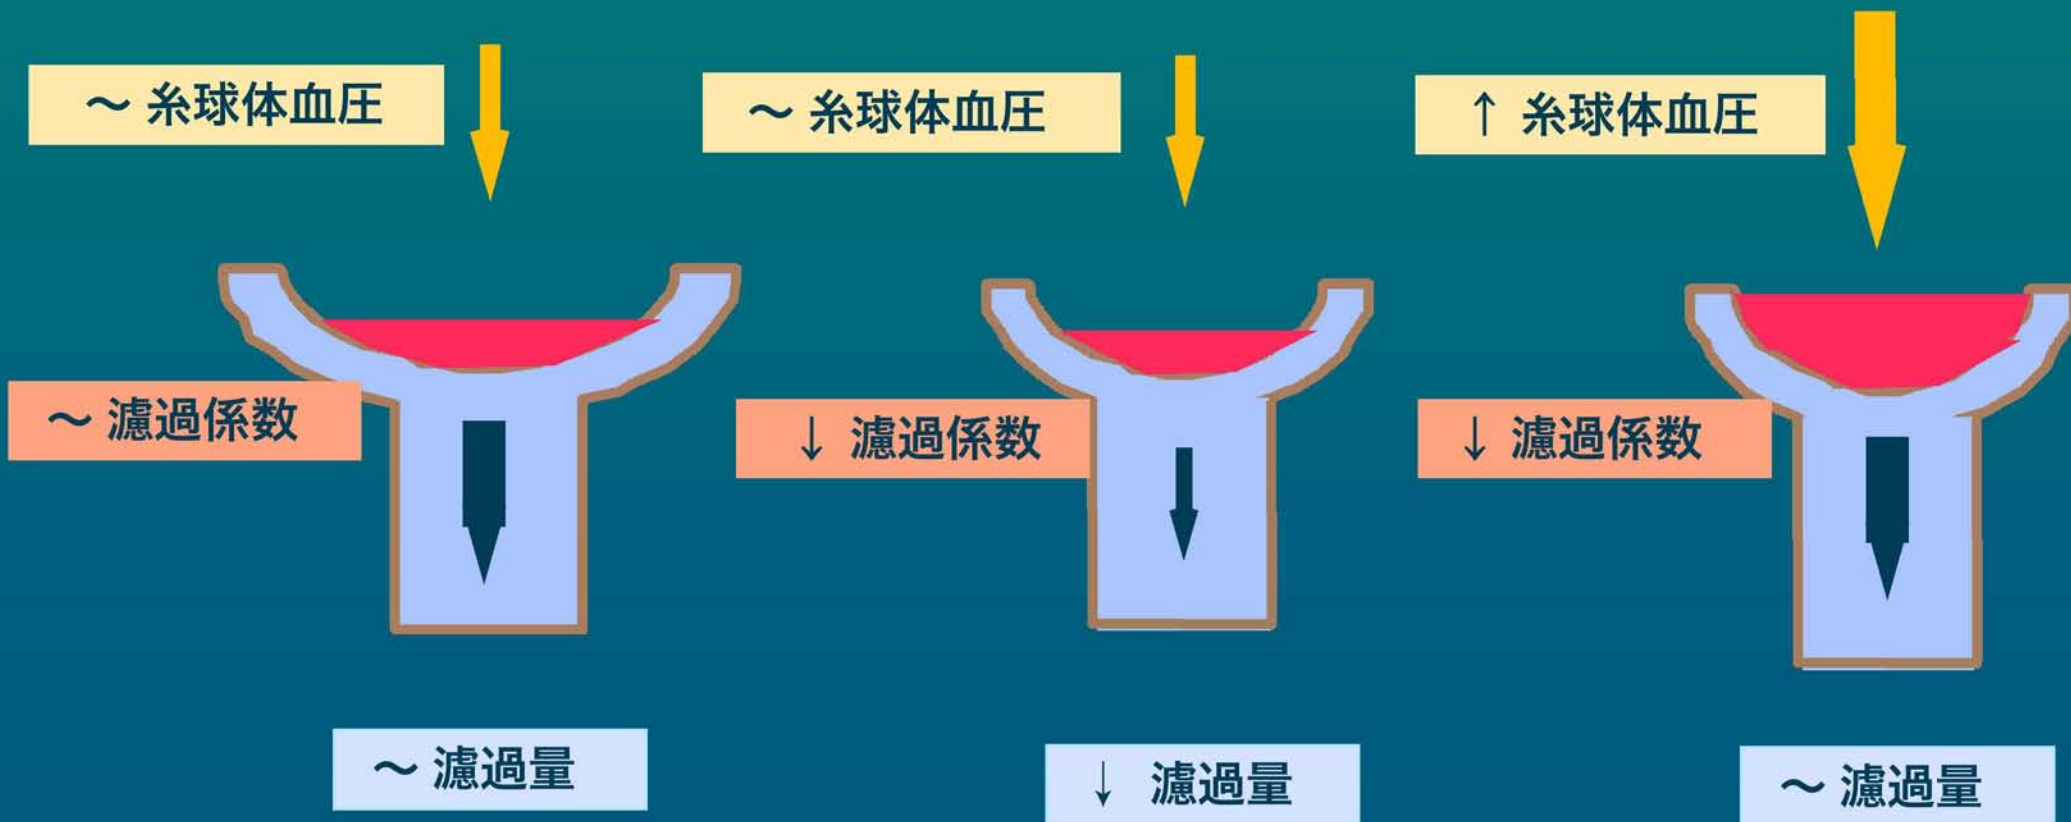 ～ 糸球体血圧
～ 糸球体血圧
↑ 糸球体血圧
～ 濾過係数
↓ 濾過係数
↓ 濾過係数
～ 濾過量
↓ 濾過量
～ 濾過量